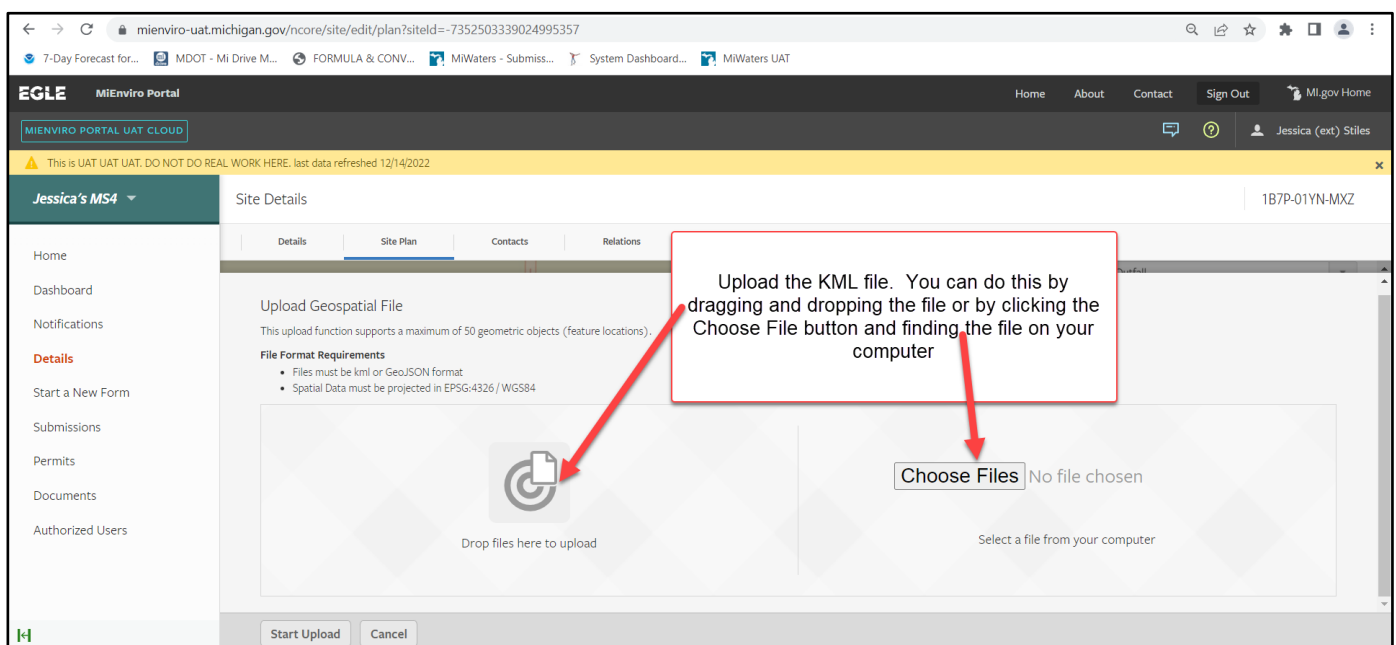 mienviro-uat.michigan.gov/ncore/site/edit/plan?siteId=-7352503339024995357
7-Day Forecast for... MDOT - Mi Drive M... FORMULA & CONV... MiWaters - Submiss... System Dashboard... MiWaters UAT
EGLE MiEnviro Portal Home About Contact Sign Out MI.gov Home
MIENVIRO PORTAL UAT CLOUD Jessica (ext) Stiles
This is UAT UAT UAT. DO NOT DO REAL WORK HERE. last data refreshed 12/14/2022
Jessica's MS4 Site Details 1B7P-01YN-MXZ
Details Site Plan Contacts Relations
Home
Dashboard
Notifications
Details
Start a New Form
Submissions
Permits
Documents
Authorized Users
Upload Geospatial File
This upload function supports a maximum of 50 geometric objects (feature locations).
File Format Requirements
Files must be kml or GeoJSON format
Spatial Data must be projected in EPSG:4326 / WGS84
Upload the KML file. You can do this by
dragging and dropping the file or by clicking the
Choose File button and finding the file on your
computer
Drop files here to upload
Choose Files No file chosen
Select a file from your computer
Start Upload Cancel